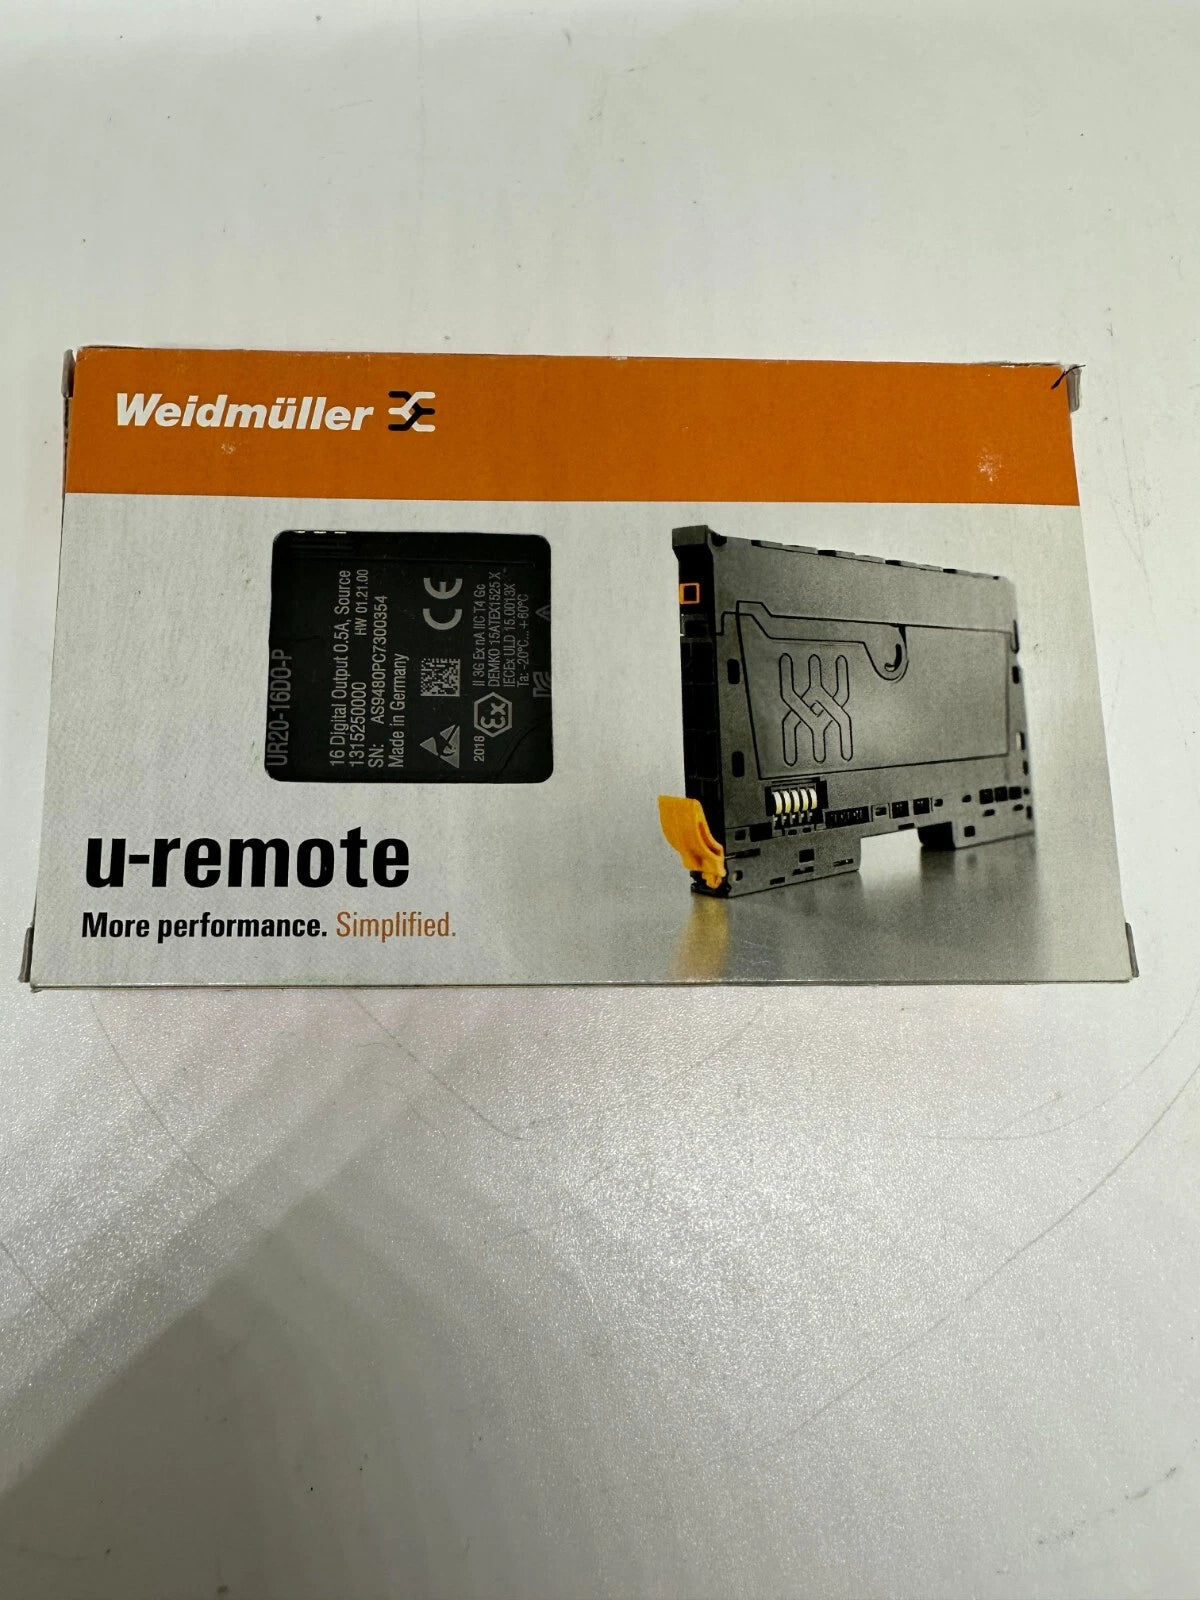 Weidmüller
UR20-16DO-P
16 Digital Output 0.5A, Source
1315250000 HW 01.21.00
SN: AS9480PC7300354
Made in Germany
CE
2018
Ex
II 3G Ex nA IIC T4 Gc
DEMKO 15ATEX1525 X
IECEx ULD 15.0013X
Ta: -20°C... +60°C
u-remote
More performance. Simplified.